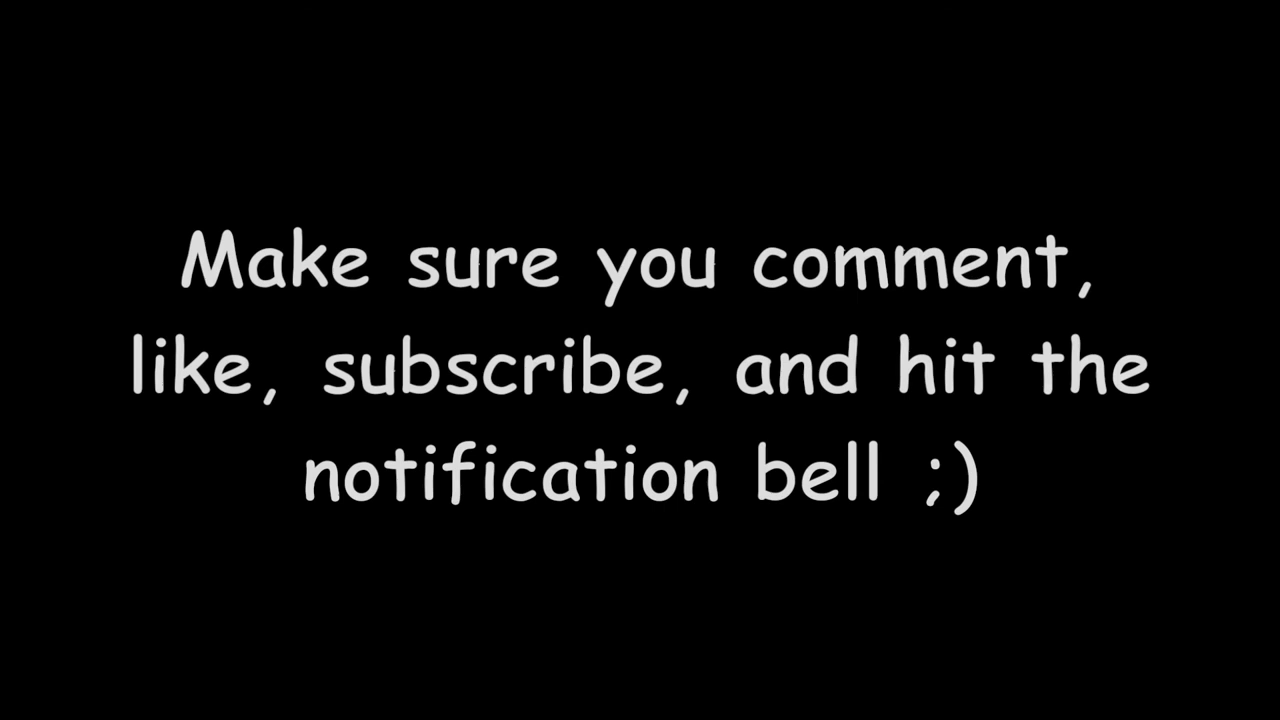 Make sure you comment,
like, subscribe, and hit the
notification bell ;)